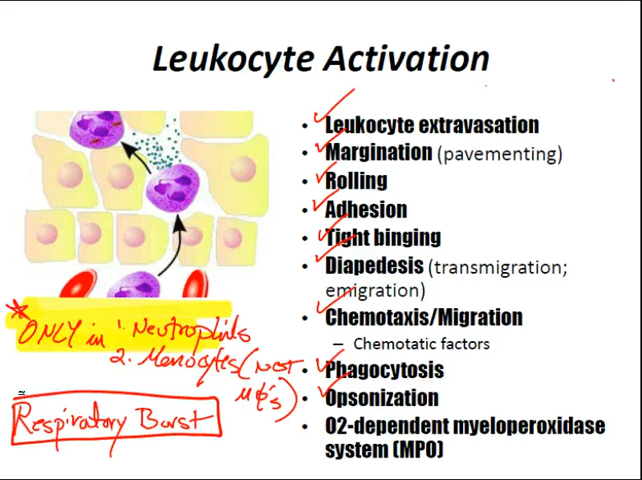 Leukocyte Activation
• Leukocyte extravasation
• Margination (pavementing)
• Rolling
• Adhesion
• Tight binging
• Diapedesis (transmigration;
emigration)
• Chemotaxis/Migration
– Chemotatic factors
• Phagocytosis
• Opsonization
• O2-dependent myeloperoxidase
system (MPO)
* ONLY in 1. Neutrophils
2. Monocytes (NOT
Mφ's)
Respiratory Burst